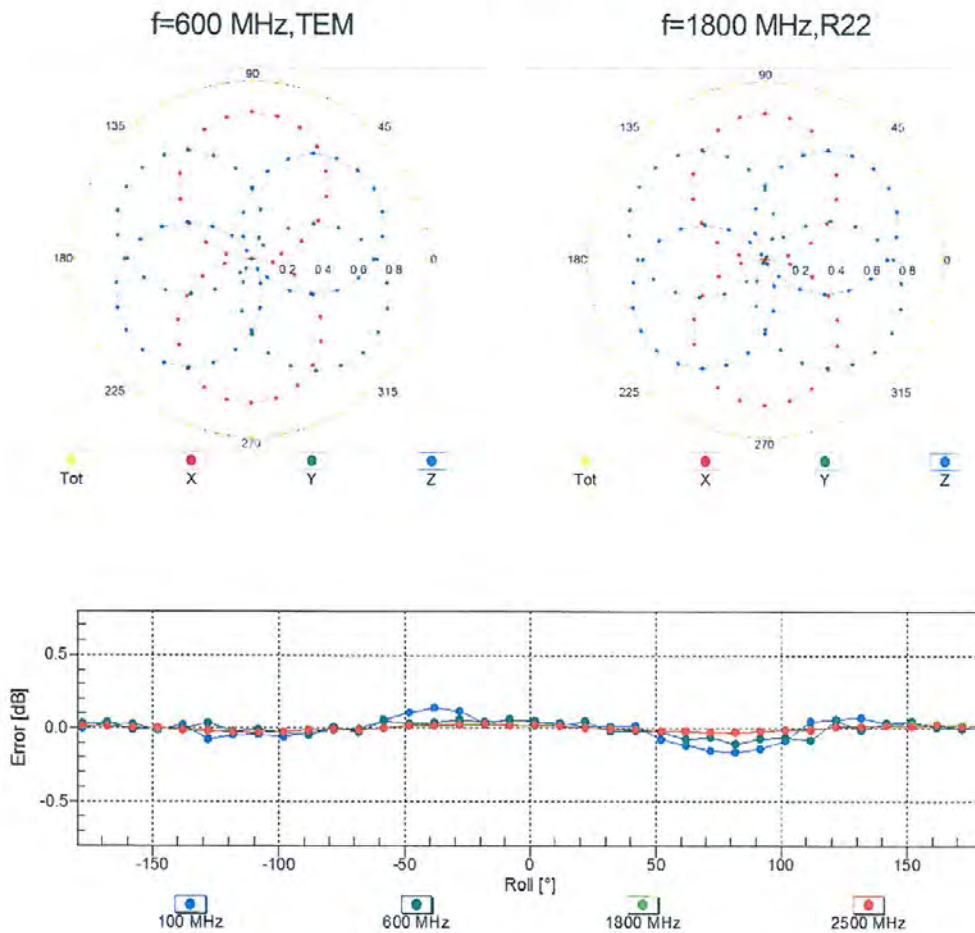 f=600 MHz,TEM
f=1800 MHz,R22
90
135
45
180
0 2 0 4 0 6 0 8
0
225
315
270
Tot X Y Z
90
135
45
180
0 2 0 4 0 6 0 8
0
225
315
270
Tot X Y Z
Error [dB]
0.5
0.0
-0.5
-150 -100 -50 0 50 100 150
Roll [°]
100 MHz 600 MHz 1800 MHz 2500 MHz